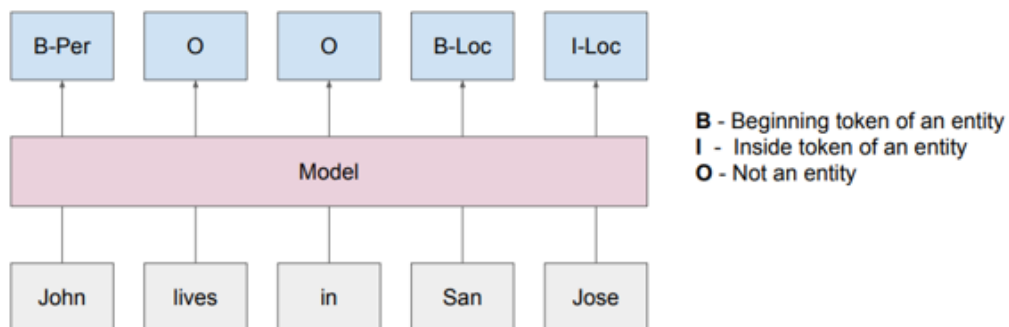 B-Per O O B-Loc I-Loc
B - Beginning token of an entity
I - Inside token of an entity
O - Not an entity
Model
John lives in San Jose